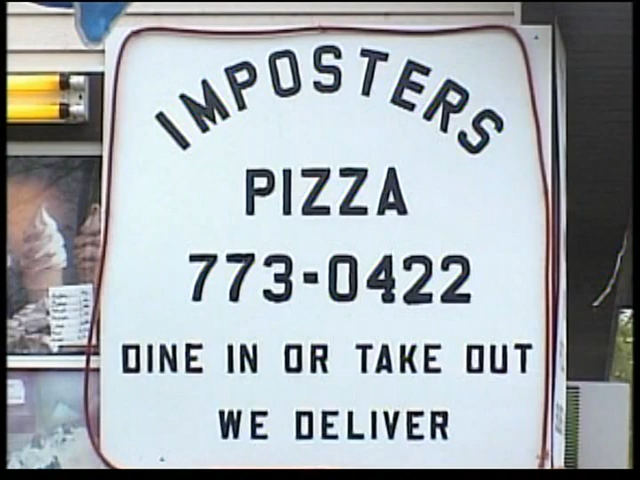 IMPOSTERS
PIZZA
773-0422
DINE IN OR TAKE OUT
WE DELIVER